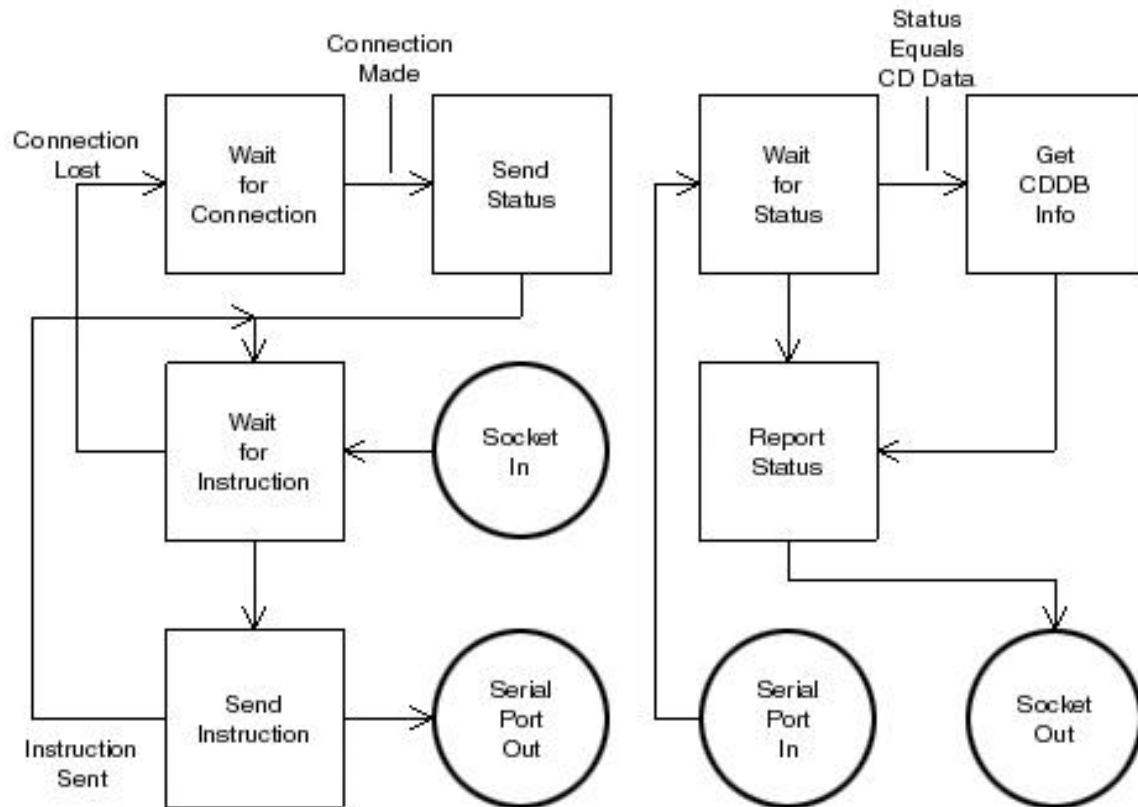 Connection
Made
Status
Equals
CD Data
Connection
Lost
Wait
for
Connection
Send
Status
Wait
for
Status
Get
CDDB
Info
Wait
for
Instruction
Socket
In
Report
Status
Send
Instruction
Serial
Port
Out
Serial
Port
In
Socket
Out
Instruction
Sent